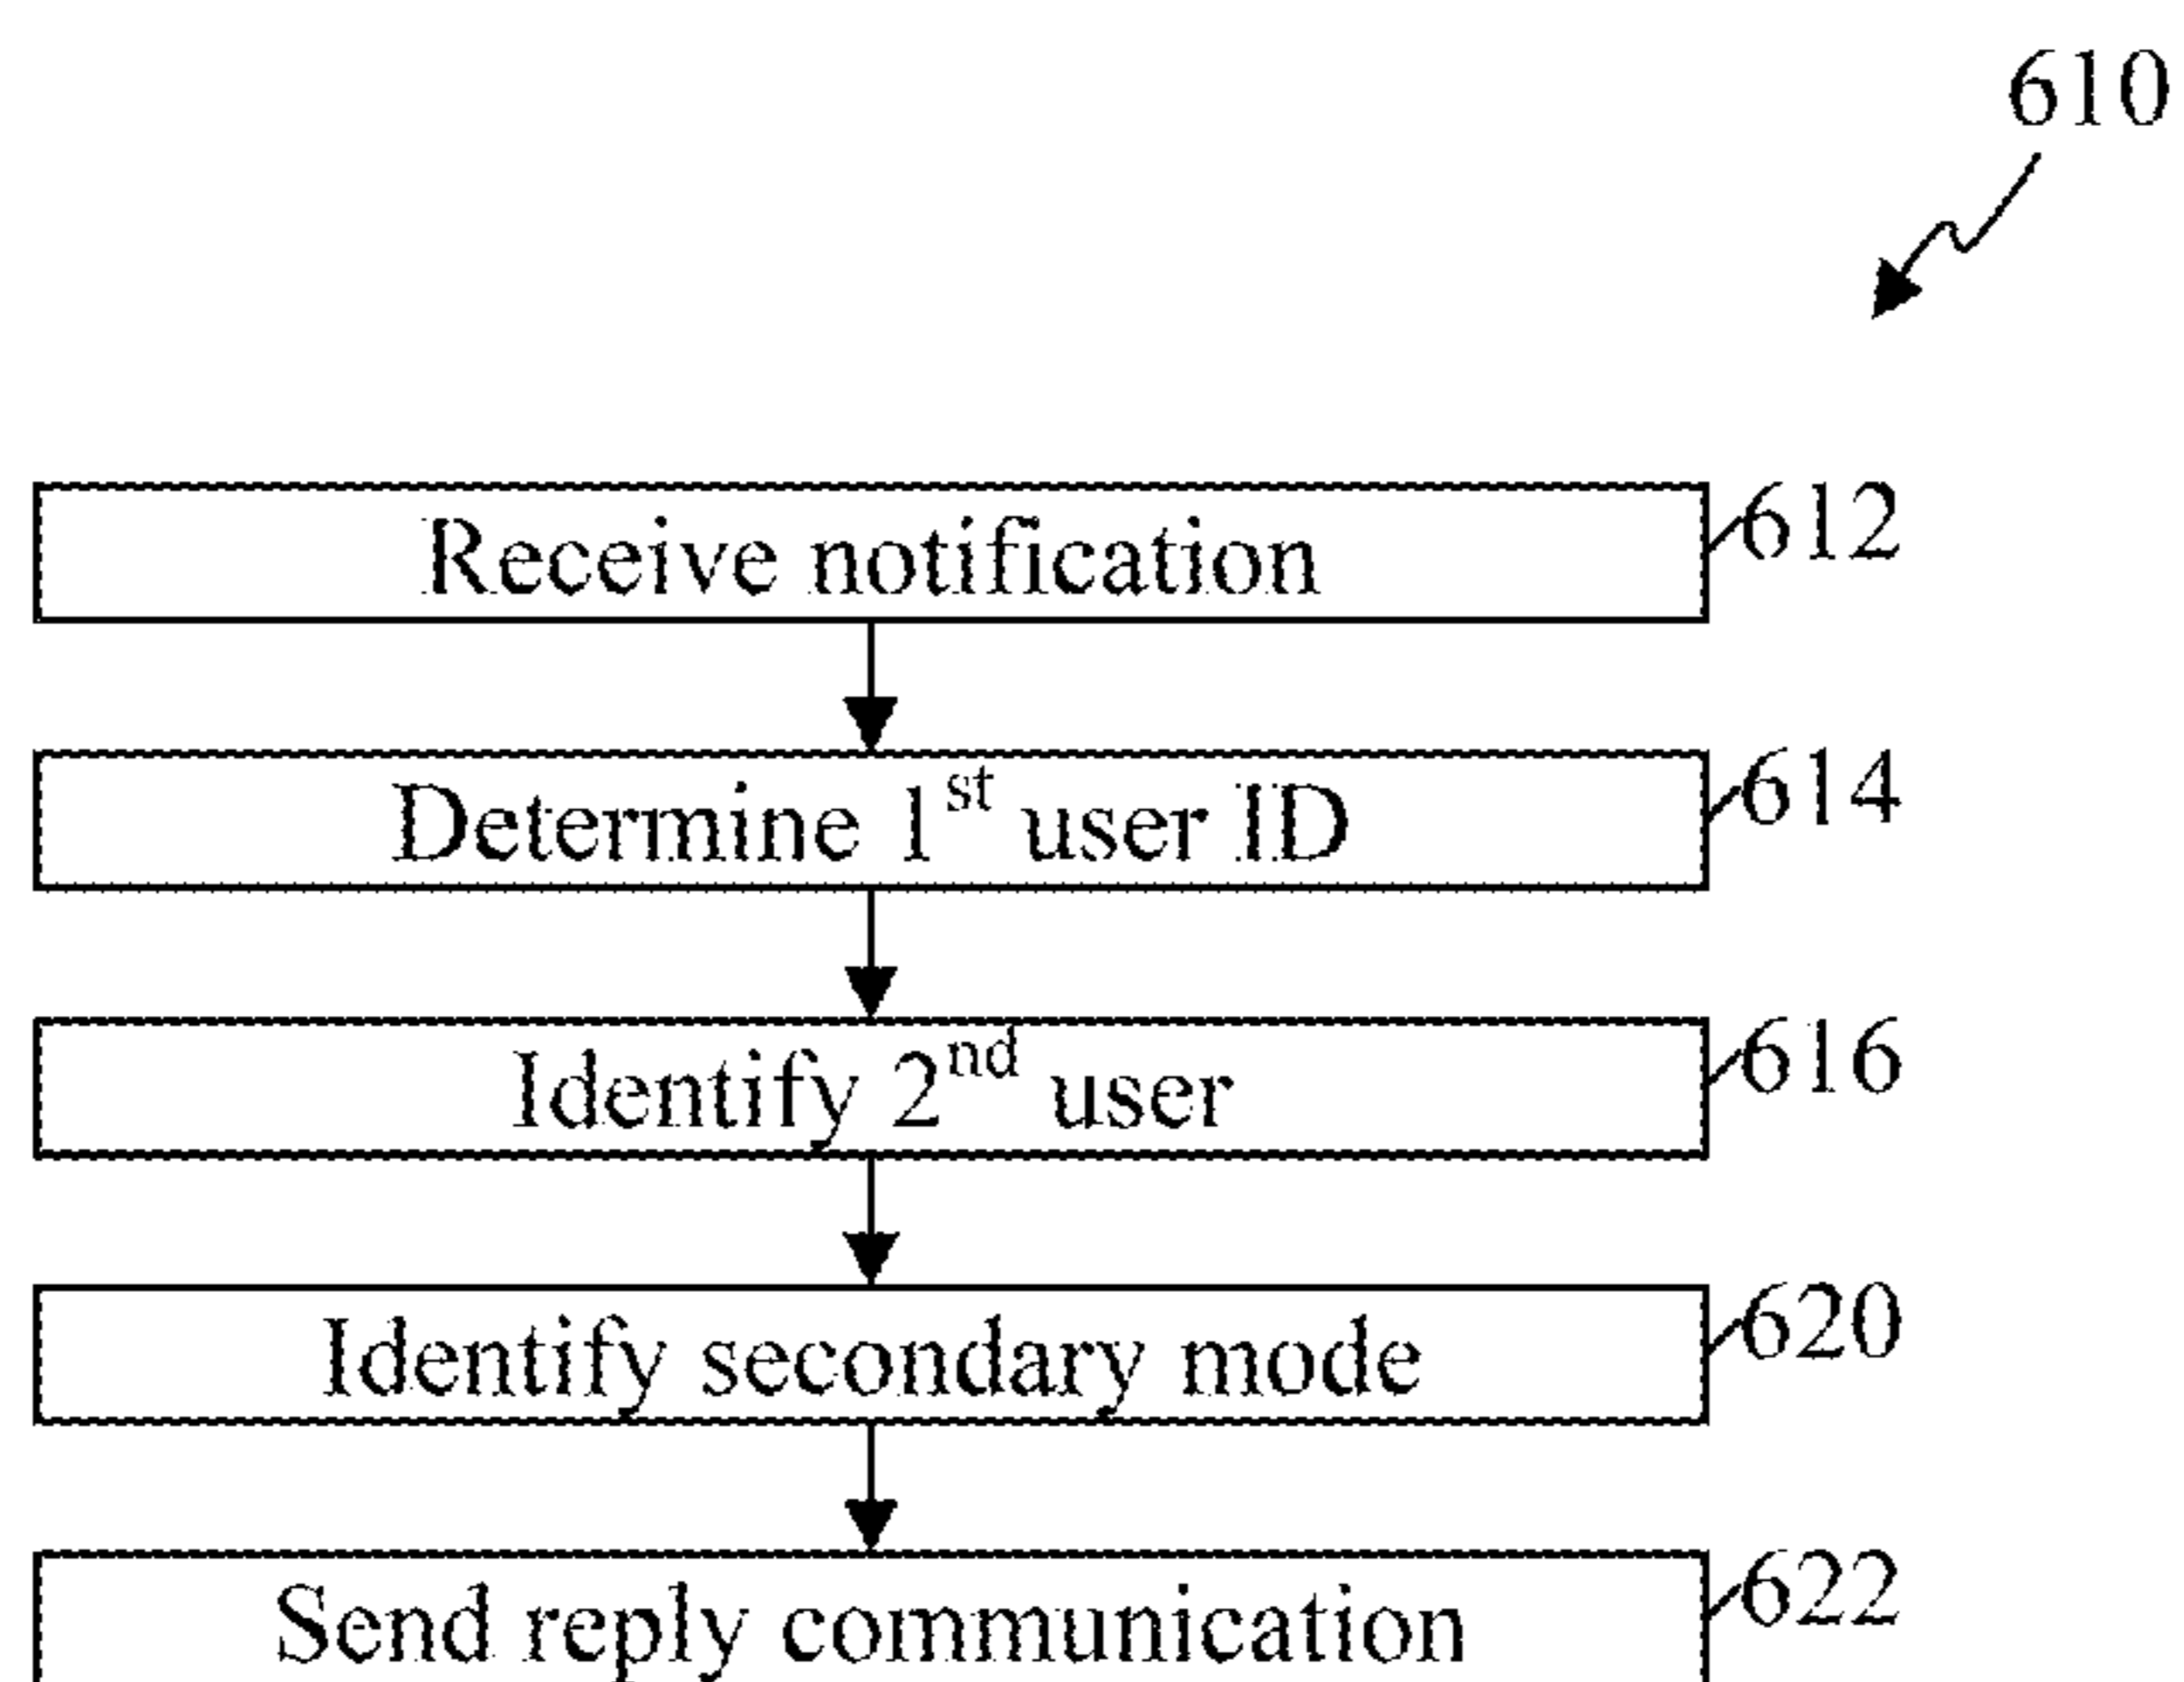 610
Receive notification 612
Determine 1st user ID 614
Identify 2nd user 616
Identify secondary mode 620
Send reply communication 622